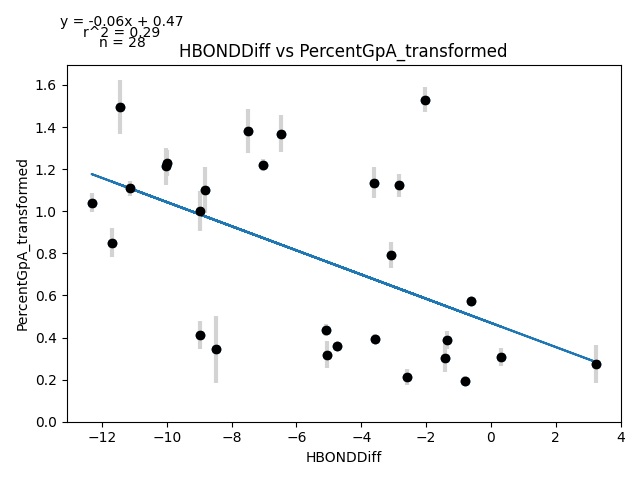 y = -0.06x + 0.47
r^2 = 0.29
n = 28
HBONDDiff vs PercentGpA_transformed
PercentGpA_transformed
1.6
1.4
1.2
1.0
0.8
0.6
0.4
0.2
0.0
−12 −10 −8 −6 −4 −2 0 2 4
HBONDDiff